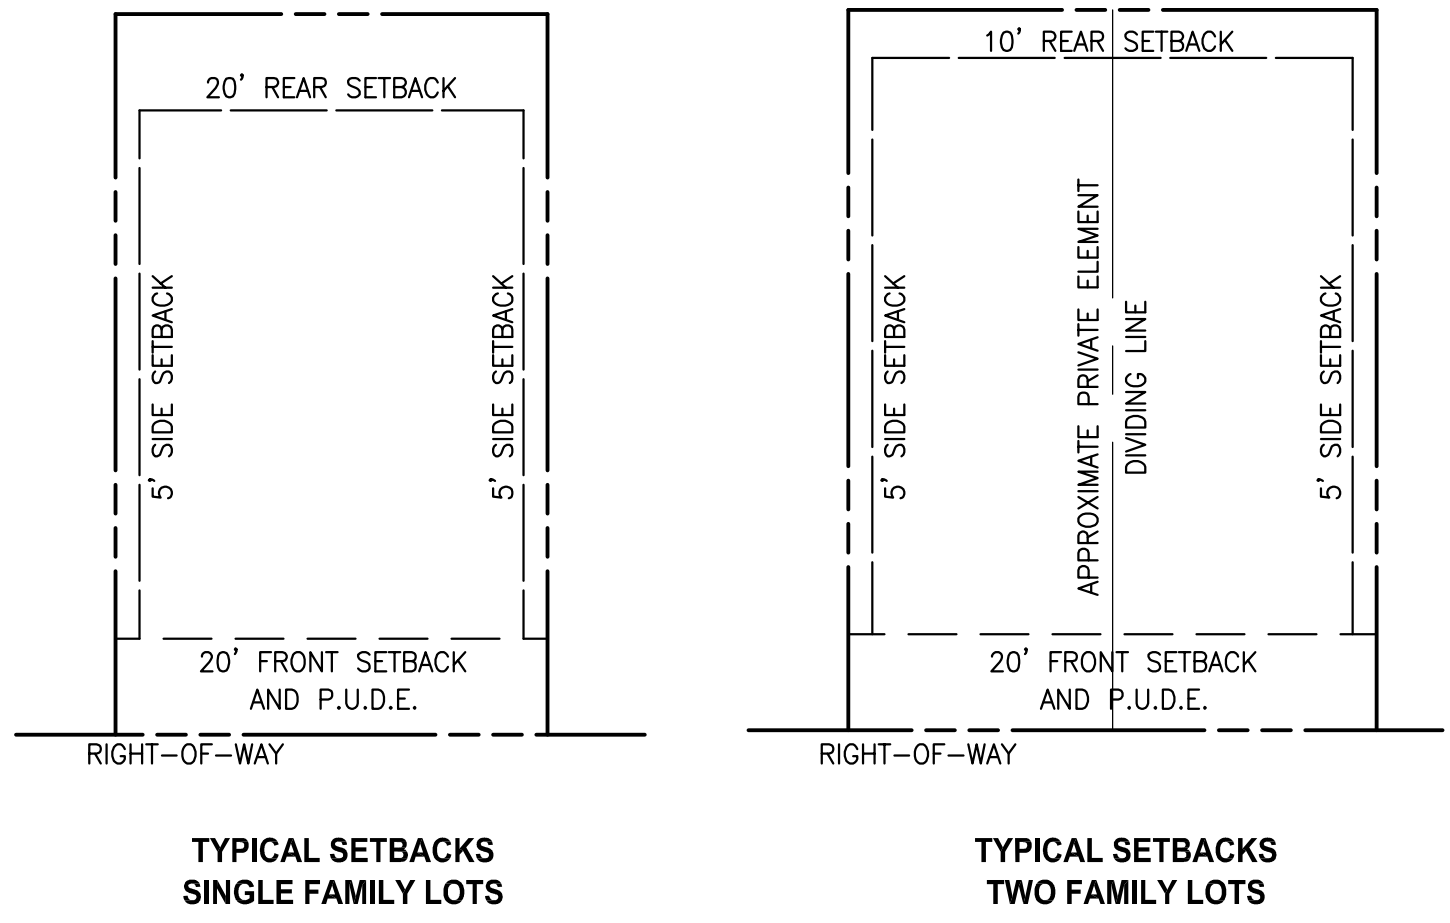 20' REAR SETBACK
5' SIDE SETBACK
5' SIDE SETBACK
20' FRONT SETBACK
AND P.U.D.E.
RIGHT-OF-WAY
TYPICAL SETBACKS
SINGLE FAMILY LOTS
10' REAR SETBACK
5' SIDE SETBACK
APPROXIMATE PRIVATE ELEMENT
DIVIDING LINE
5' SIDE SETBACK
20' FRONT SETBACK
AND P.U.D.E.
RIGHT-OF-WAY
TYPICAL SETBACKS
TWO FAMILY LOTS